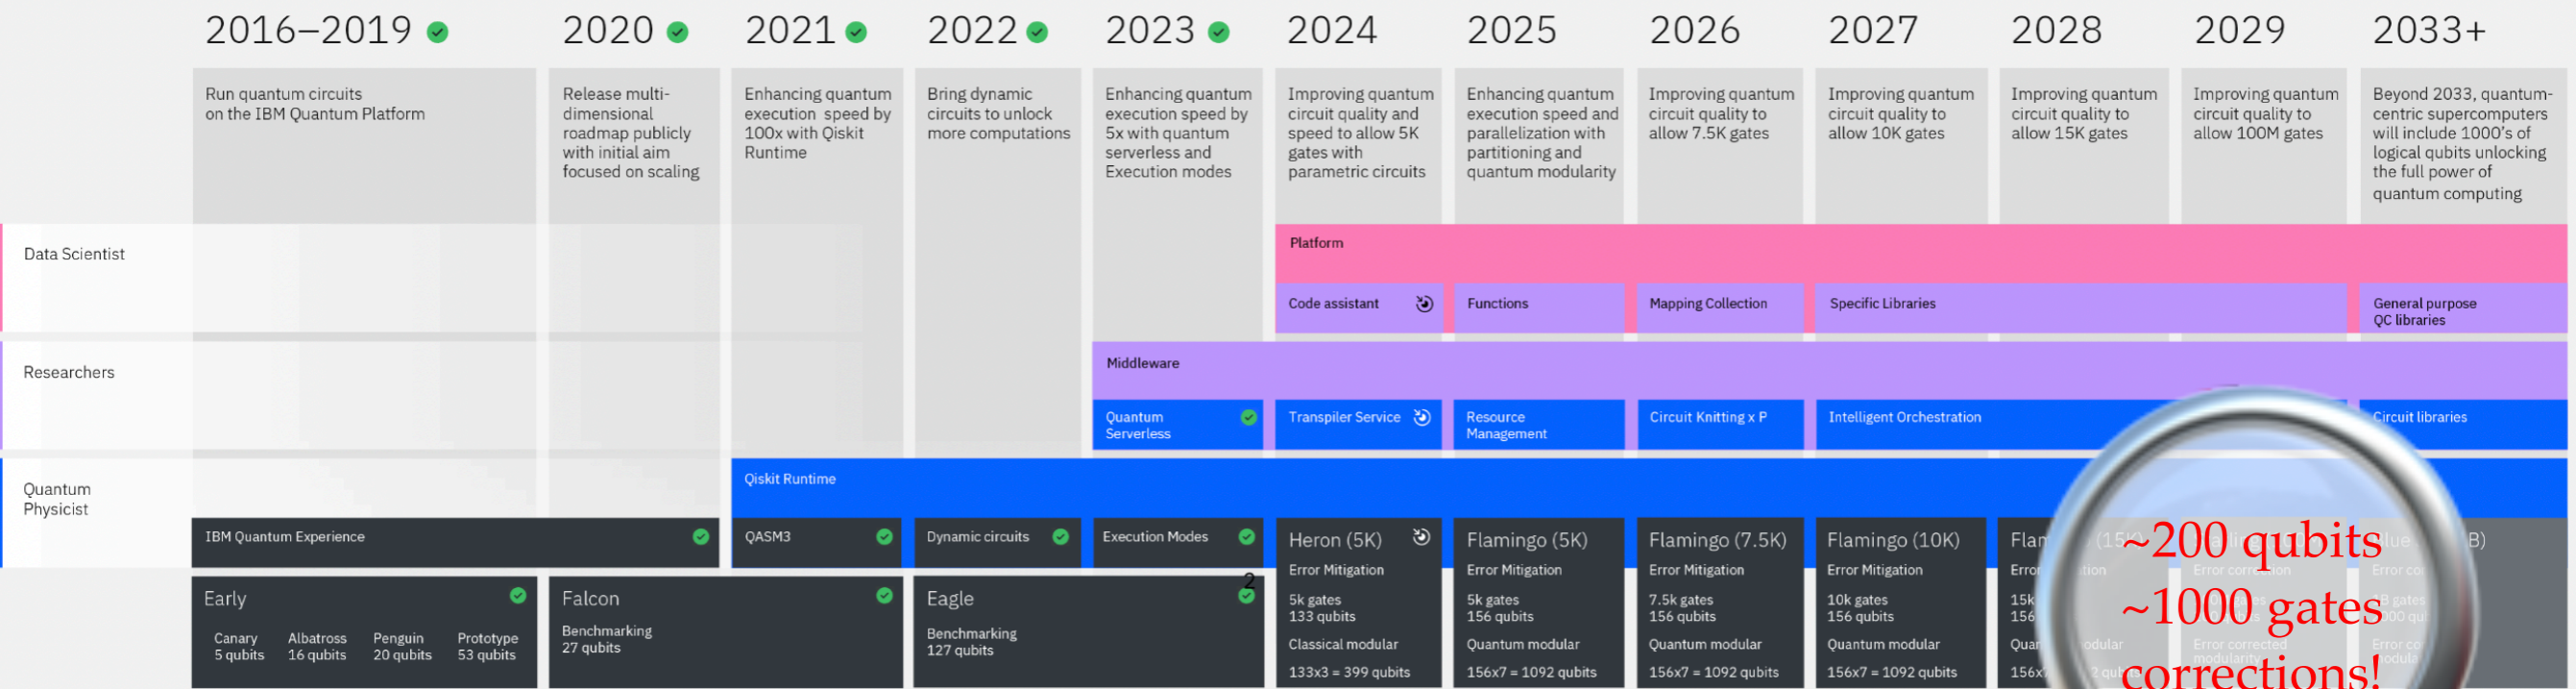 2016–2019
2020
2021
2022
2023
2024
2025
2026
2027
2028
2029
2033+
Run quantum circuits
on the IBM Quantum Platform
Release multi-
dimensional
roadmap publicly
with initial aim
focused on scaling
Enhancing quantum
execution speed by
100x with Qiskit
Runtime
Bring dynamic
circuits to unlock
more computations
Enhancing quantum
execution speed by
5x with quantum
serverless and
Execution modes
Improving quantum
circuit quality and
speed to allow 5K
gates with
parametric circuits
Enhancing quantum
execution speed and
parallelization with
partitioning and
quantum modularity
Improving quantum
circuit quality to
allow 7.5K gates
Improving quantum
circuit quality to
allow 10K gates
Improving quantum
circuit quality to
allow 15K gates
Improving quantum
circuit quality to
allow 100M gates
Beyond 2033, quantum-
centric supercomputers
will include 1000's of
logical qubits unlocking
the full power of
quantum computing
Data Scientist
Platform
Code assistant
Functions
Mapping Collection
Specific Libraries
General purpose
QC libraries
Researchers
Middleware
Quantum
Serverless
Transpiler Service
Resource
Management
Circuit Knitting x P
Intelligent Orchestration
Circuit libraries
Quantum
Physicist
Qiskit Runtime
IBM Quantum Experience
QASM3
Dynamic circuits
Execution Modes
Early
Canary
5 qubits
Albatross
16 qubits
Penguin
20 qubits
Prototype
53 qubits
Falcon
Benchmarking
27 qubits
Eagle
2
Benchmarking
127 qubits
Heron (5K)
Error Mitigation
5k gates
133 qubits
Classical modular
133x3 = 399 qubits
Flamingo (5K)
Error Mitigation
5k gates
156 qubits
Quantum modular
156x7 = 1092 qubits
Flamingo (7.5K)
Error Mitigation
7.5k gates
156 qubits
Quantum modular
156x7 = 1092 qubits
Flamingo (10K)
Error Mitigation
10k gates
156 qubits
Quantum modular
156x7 = 1092 qubits
Error
15k
156
Error correction
Error corrected
modularity
~200 qubits
~1000 gates
corrections!